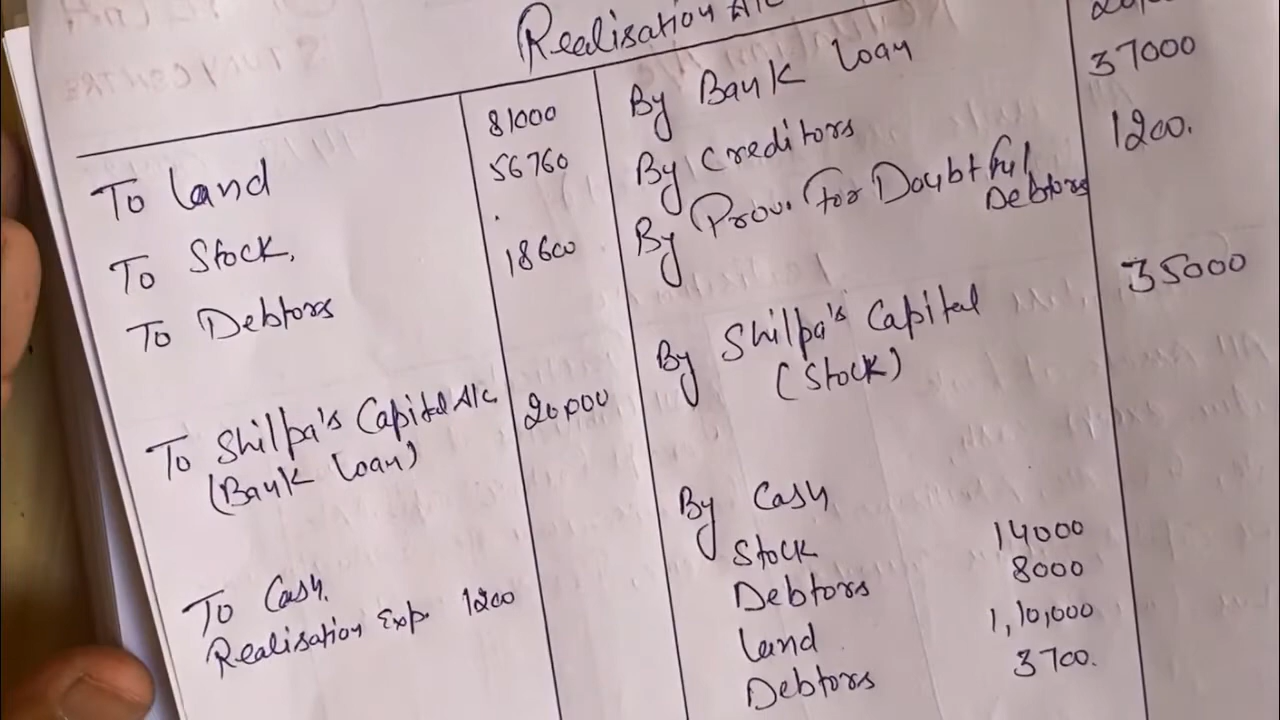 Realisation A/c
To Land 81000
To Stock. 56760
To Debtors 18600
To Shilpa's Capital A/c 20,000
(Bank Loan)
To Cash.
Realisation Exp. 1200
By Bank Loan
By Creditors 37000
By Prov. For Doubtful 1200.
Debtors
By Shilpa's Capital 35000
(Stock)
By Cash
Stock 14000
Debtors 8000
Land 1,10,000
Debtors 3700.